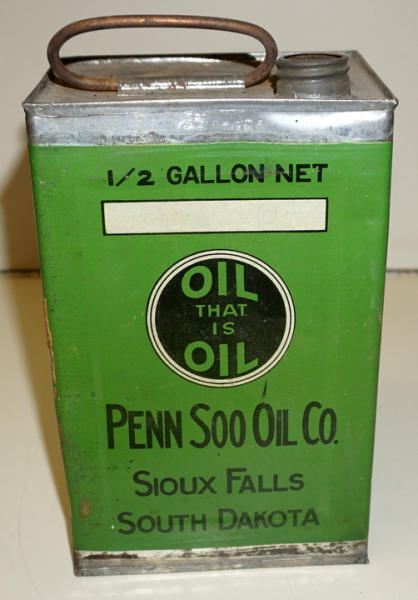 1/2 GALLON NET
OIL
THAT
IS
OIL
PENN SOO OIL CO.
SIOUX FALLS
SOUTH DAKOTA